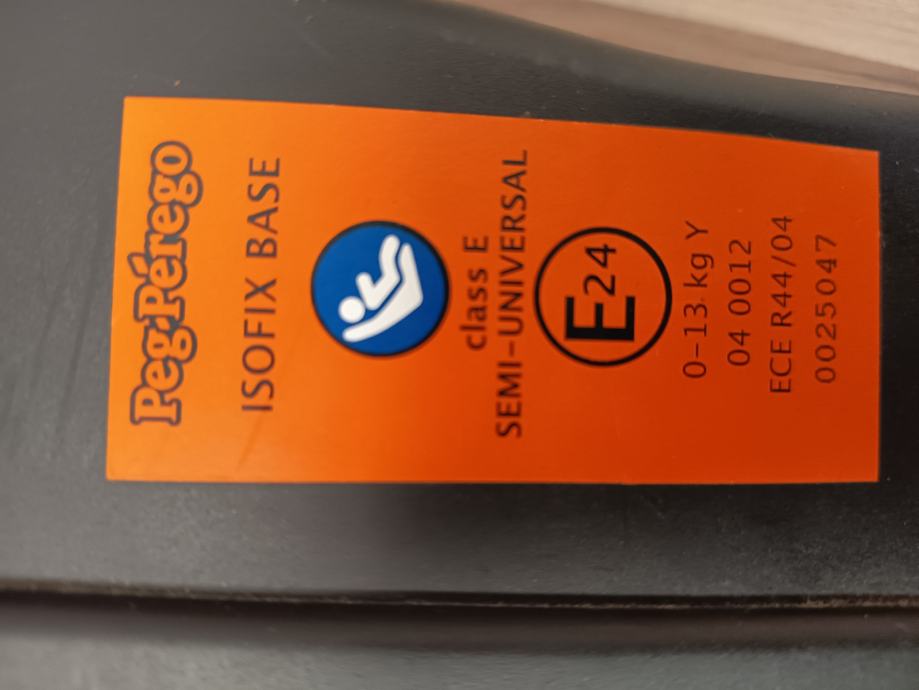 Peg-Pérego
ISOFIX BASE
class E
SEMI-UNIVERSAL
E24
0-13 kg Y
04 0012
ECE R44/04
0025047